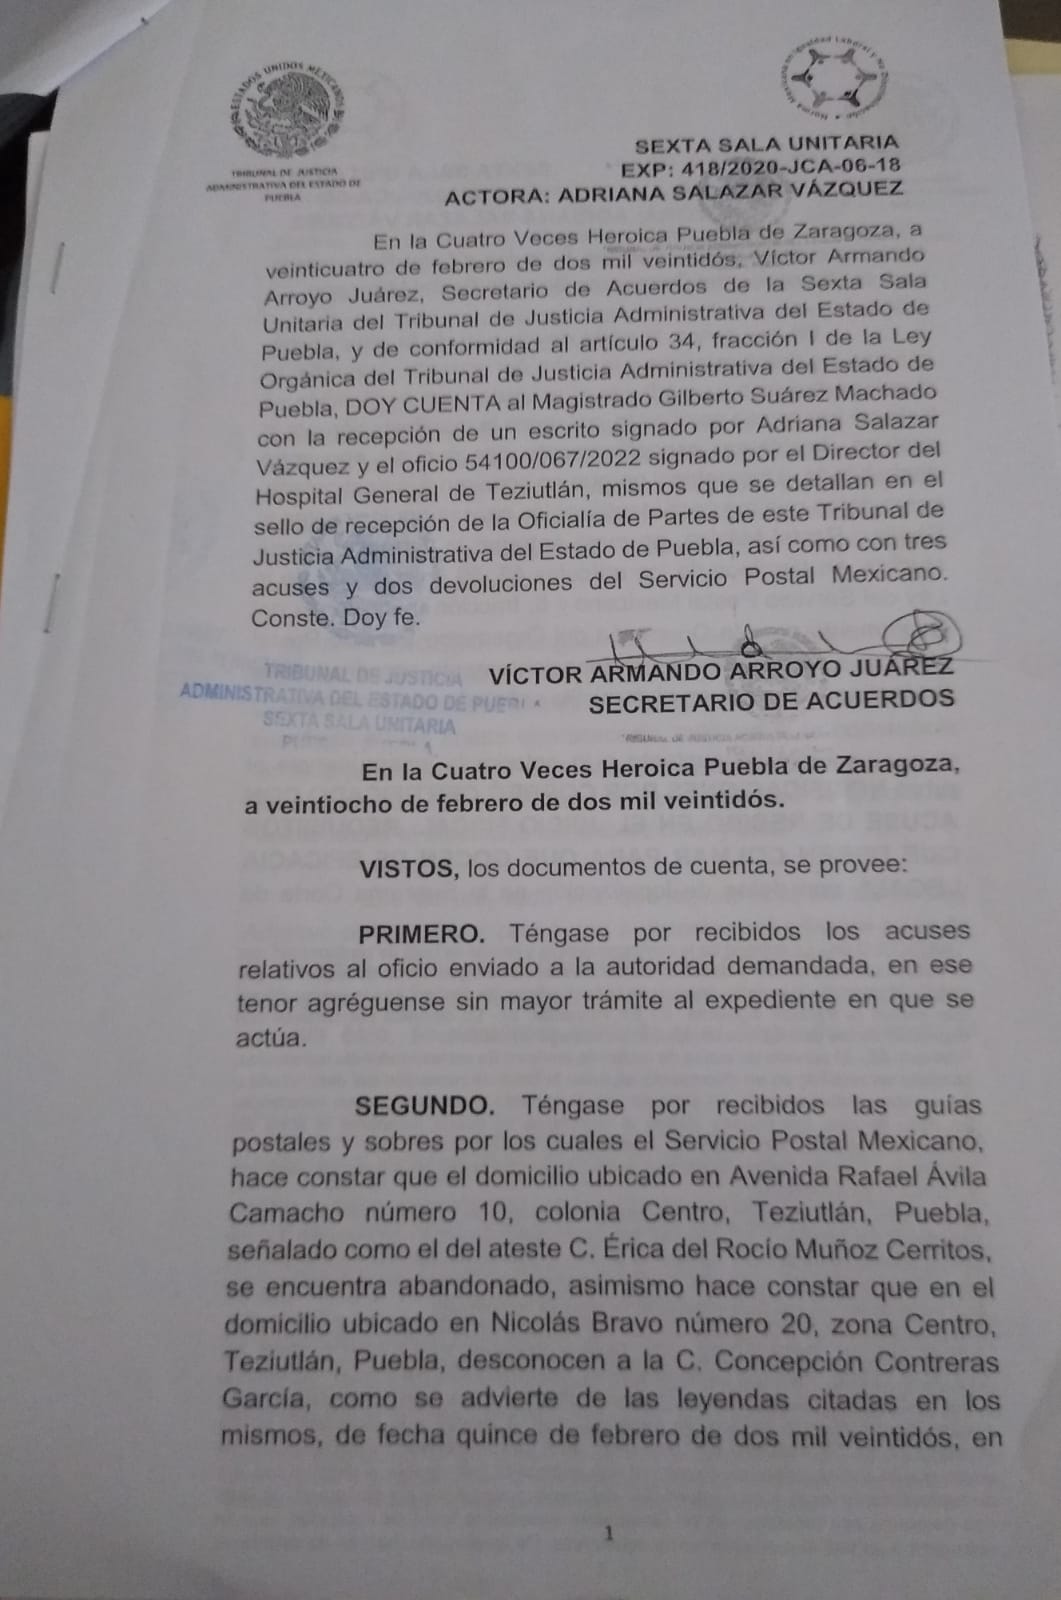 ESTADOS UNIDOS MEXICANOS
TRIBUNAL DE JUSTICIA
ADMINISTRATIVA DEL ESTADO DE
PUEBLA
SEXTA SALA UNITARIA
EXP: 418/2020-JCA-06-18
ACTORA: ADRIANA SALAZAR VÁZQUEZ
En la Cuatro Veces Heroica Puebla de Zaragoza, a
veinticuatro de febrero de dos mil veintidós, Víctor Armando
Arroyo Juárez, Secretario de Acuerdos de la Sexta Sala
Unitaria del Tribunal de Justicia Administrativa del Estado de
Puebla, y de conformidad al artículo 34, fracción I de la Ley
Orgánica del Tribunal de Justicia Administrativa del Estado de
Puebla, DOY CUENTA al Magistrado Gilberto Suárez Machado
con la recepción de un escrito signado por Adriana Salazar
Vázquez y el oficio 54100/067/2022 signado por el Director del
Hospital General de Teziutlán, mismos que se detallan en el
sello de recepción de la Oficialía de Partes de este Tribunal de
Justicia Administrativa del Estado de Puebla, así como con tres
acuses y dos devoluciones del Servicio Postal Mexicano.
Conste. Doy fe.
VÍCTOR ARMANDO ARROYO JUÁREZ
SECRETARIO DE ACUERDOS
TRIBUNAL DE JUSTICIA
ADMINISTRATIVA DEL ESTADO DE PUEBLA
SEXTA SALA UNITARIA
En la Cuatro Veces Heroica Puebla de Zaragoza,
a veintiocho de febrero de dos mil veintidós.
VISTOS, los documentos de cuenta, se provee:
PRIMERO. Téngase por recibidos los acuses
relativos al oficio enviado a la autoridad demandada, en ese
tenor agréguense sin mayor trámite al expediente en que se
actúa.
SEGUNDO. Téngase por recibidos las guías
postales y sobres por los cuales el Servicio Postal Mexicano,
hace constar que el domicilio ubicado en Avenida Rafael Ávila
Camacho número 10, colonia Centro, Teziutlán, Puebla,
señalado como el del ateste C. Érica del Rocío Muñoz Cerritos,
se encuentra abandonado, asimismo hace constar que en el
domicilio ubicado en Nicolás Bravo número 20, zona Centro,
Teziutlán, Puebla, desconocen a la C. Concepción Contreras
García, como se advierte de las leyendas citadas en los
mismos, de fecha quince de febrero de dos mil veintidós, en
1